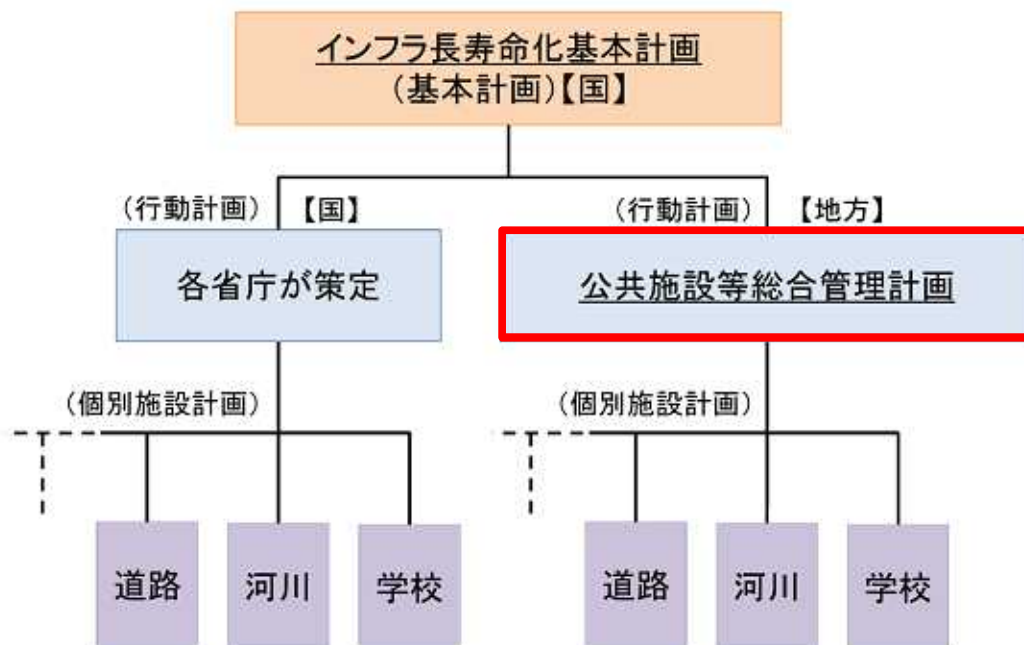 インフラ長寿命化基本計画
(基本計画)【国】
(行動計画) 【国】
各省庁が策定
(行動計画) 【地方】
公共施設等総合管理計画
(個別施設計画)
道路 河川 学校
(個別施設計画)
道路 河川 学校